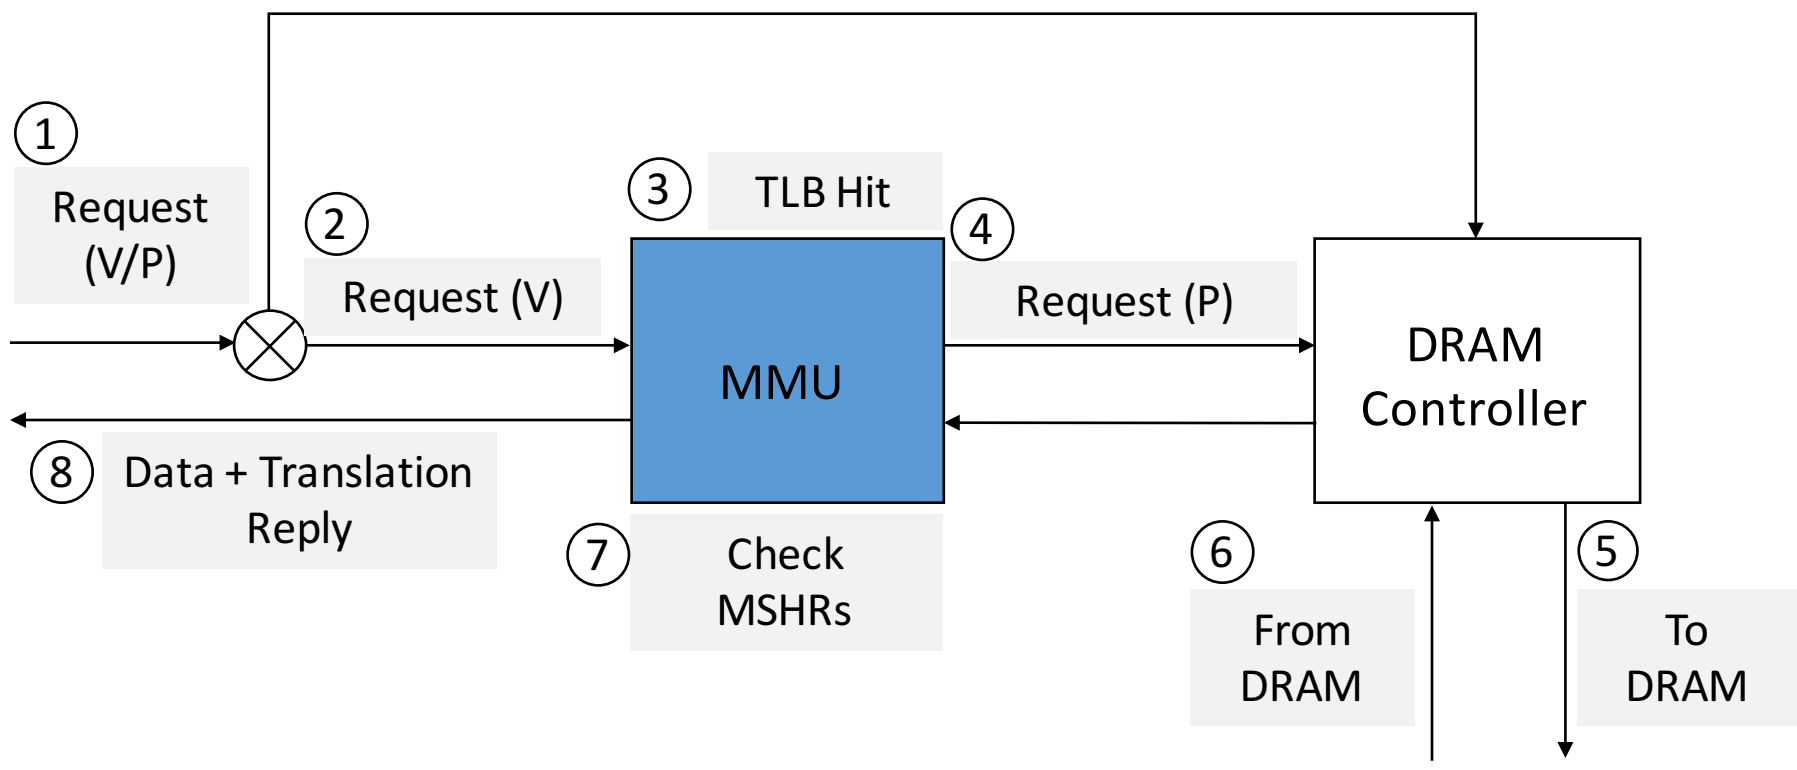 1
Request
(V/P)
2
Request (V)
3
TLB Hit
MMU
4
Request (P)
DRAM
Controller
5
To
DRAM
6
From
DRAM
7
Check
MSHRs
8
Data + Translation
Reply